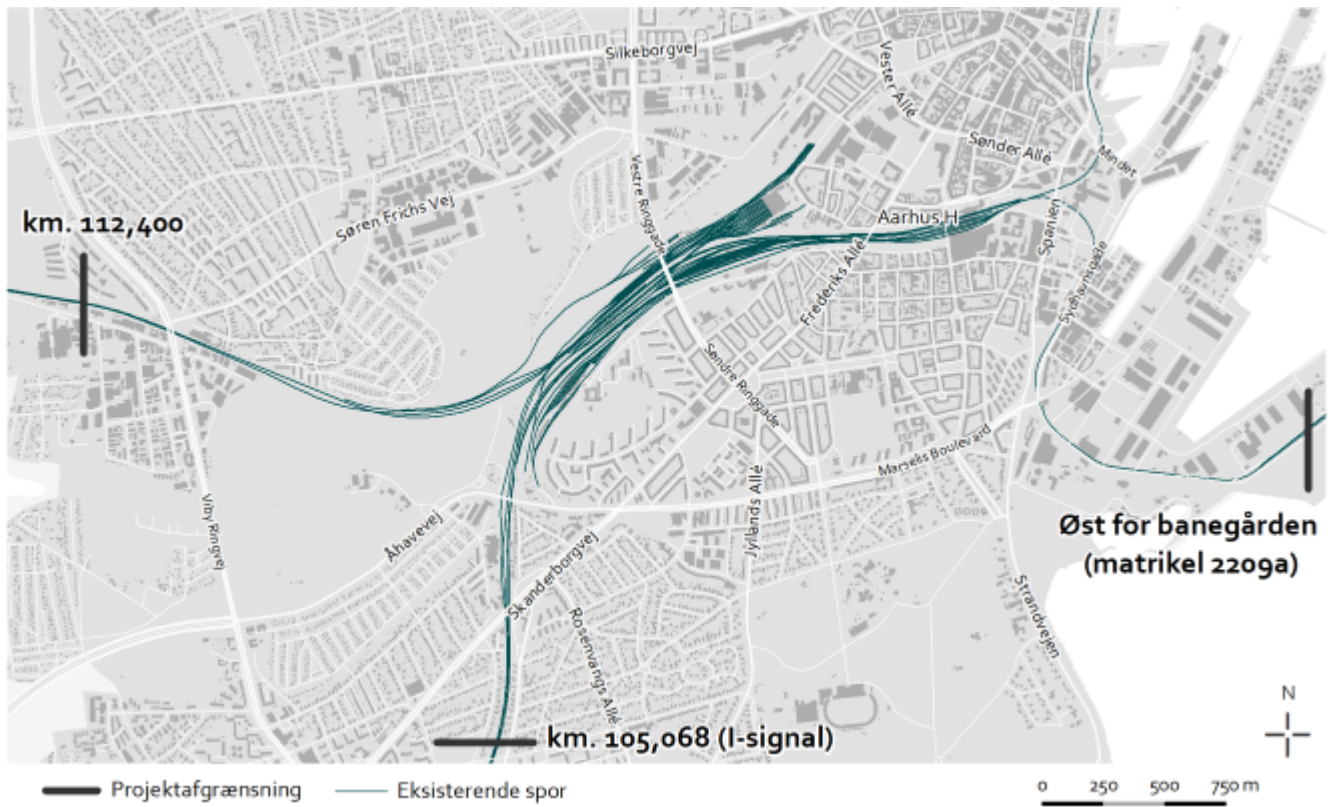 Silkeborgvej
Vester Allé
Sønder Allé
Mindet
Vestre Ringgade
Søren Frichs Vej
Aarhus H
Spanien
km. 112,400
Frederiks Allé
Sydhavnsgade
Søndre Ringgade
Marselis Boulevard
Jyllands Allé
Viby Ringvej
Åhavevej
Øst for banegården
(matrikel 2209a)
Skanderborgvej
Strandvejen
Rosenvangs Allé
N
km. 105,068 (I-signal)
Projektafgrænsning
Eksisterende spor
0 250 500 750 m